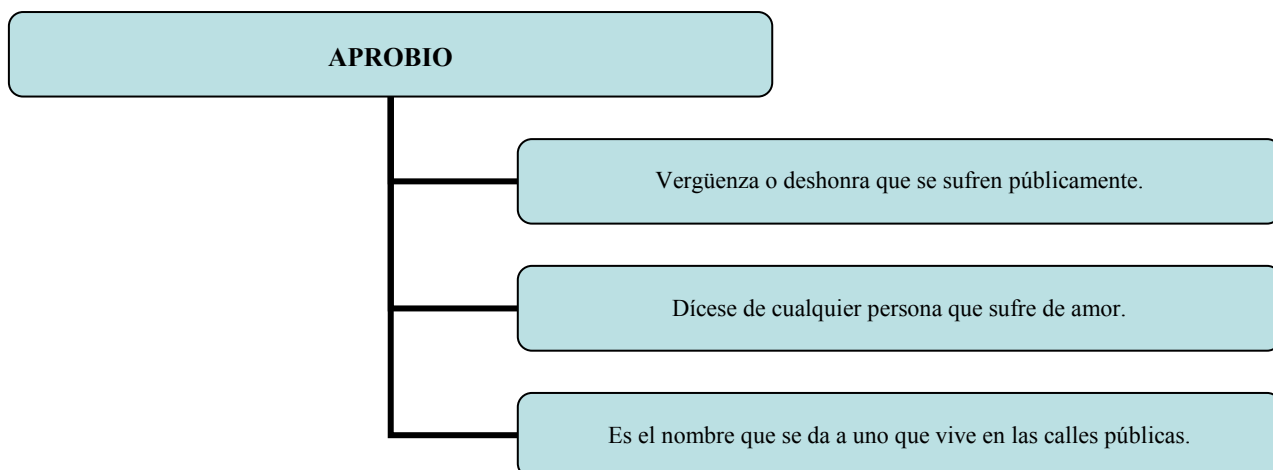 APROBIO
Vergüenza o deshonra que se sufren públicamente.
Dícese de cualquier persona que sufre de amor.
Es el nombre que se da a uno que vive en las calles públicas.